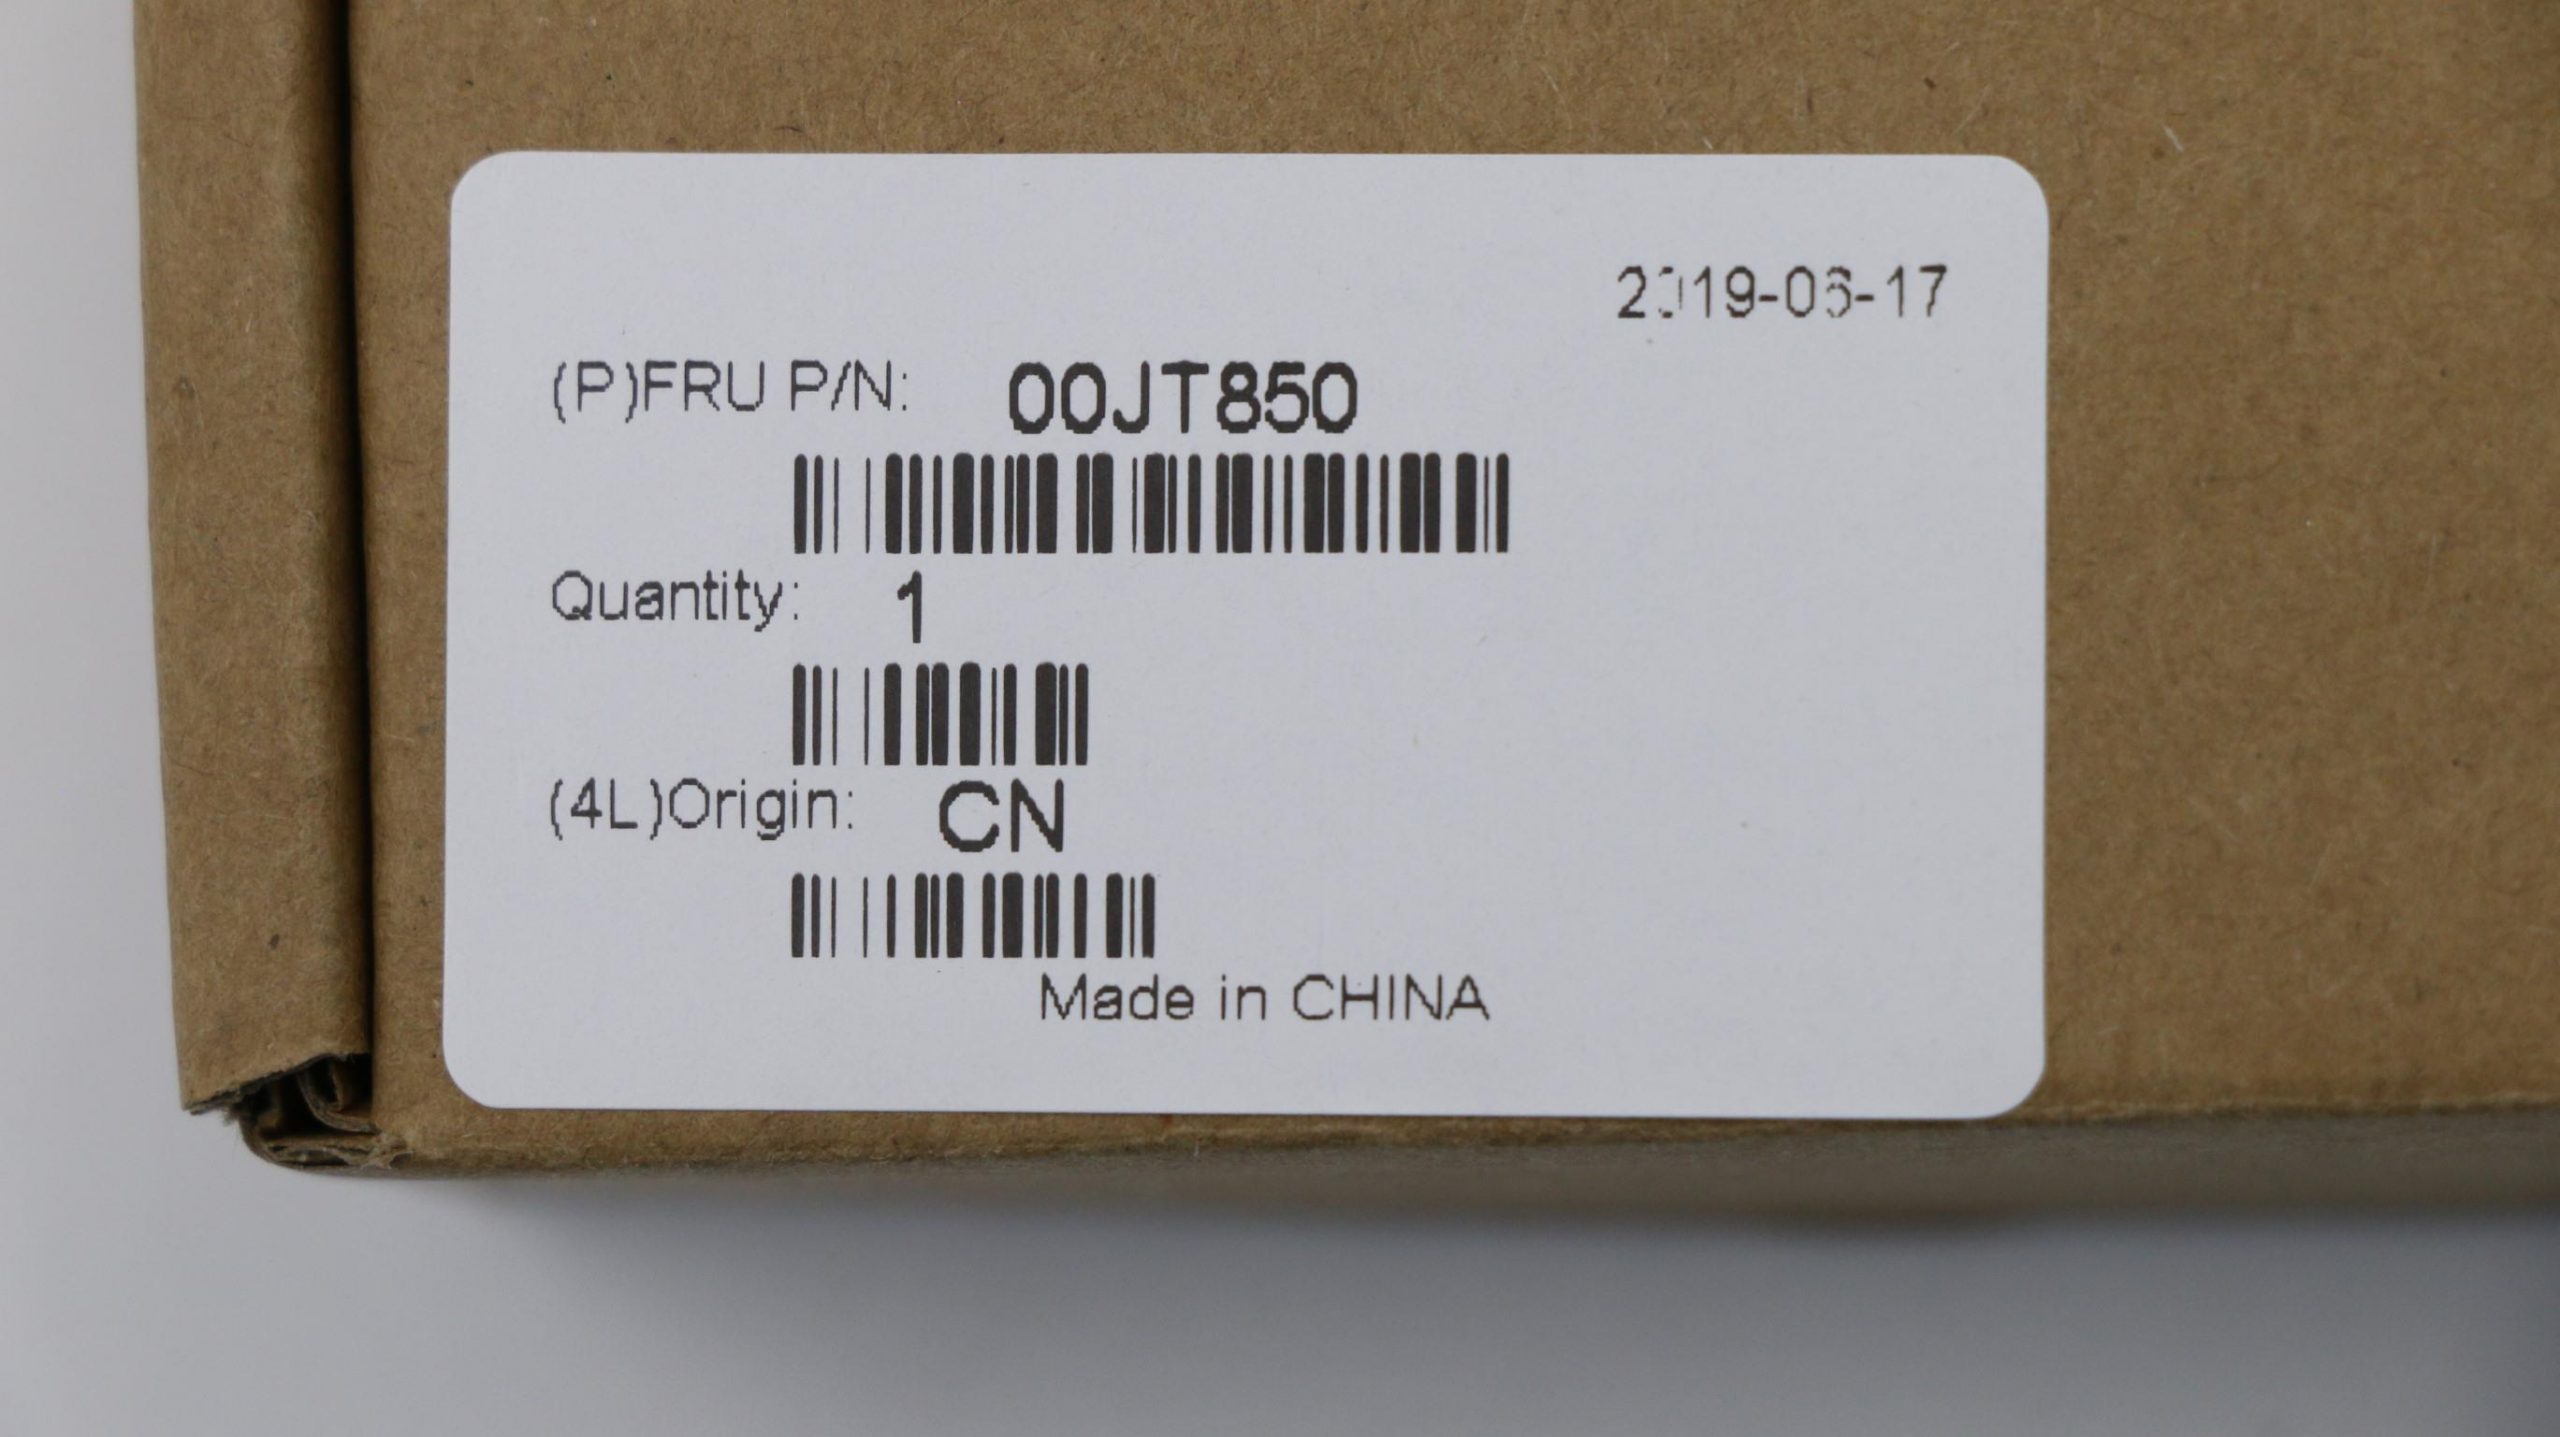 2019-06-17
(P)FRU P/N: 00JT850
Quantity: 1
(4L)Origin: CN
Made in CHINA